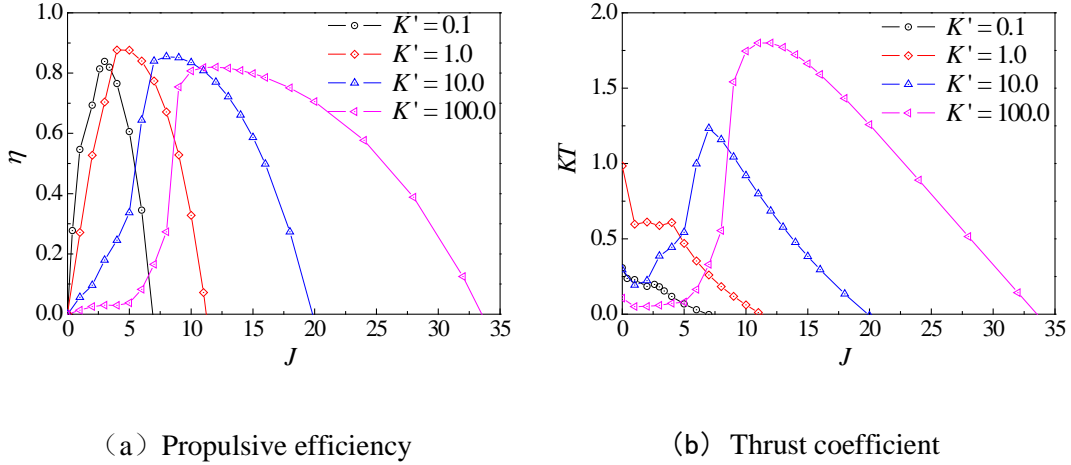 1.0
0.8
0.6
0.4
0.2
0.0
η
0 5 10 15 20 25 30 35
J
K' = 0.1
K' = 1.0
K' = 10.0
K' = 100.0
(a) Propulsive efficiency
2.0
1.5
1.0
0.5
0.0
KT
0 5 10 15 20 25 30 35
J
K' = 0.1
K' = 1.0
K' = 10.0
K' = 100.0
(b) Thrust coefficient